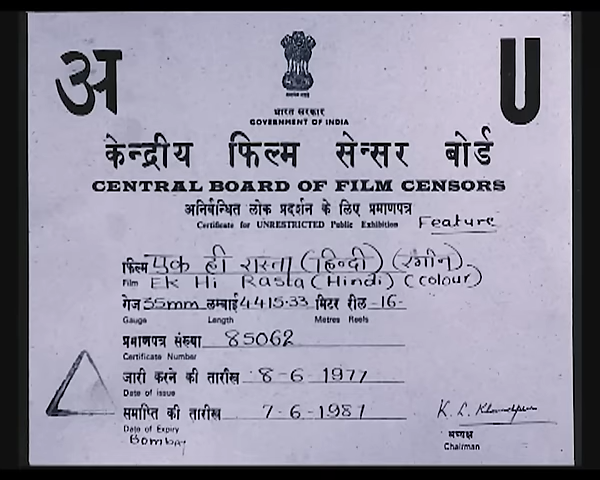 अ
U
भारत सरकार
GOVERNMENT OF INDIA
केन्द्रीय फिल्म सेन्सर बोर्ड
CENTRAL BOARD OF FILM CENSORS
अनिर्बन्धित लोक प्रदर्शन के लिए प्रमाणपत्र
Certificate for UNRESTRICTED Public Exhibition Feature
फिल्म एक ही रास्ता (हिन्दी) (रंगीन)
Film EK Hi Rasta (Hindi) (colour)
गेज 35mm लम्बाई 4415.33 मिटर रील -16-
Gauge Length Metres Reels
प्रमाणपत्र संख्या 85062
Certificate Number
जारी करने की तारीख 8-6-1977
Date of issue
समाप्ति की तारीख 7-6-1987
Date of Expiry
Bombay
K. L.
अध्यक्ष
Chairman